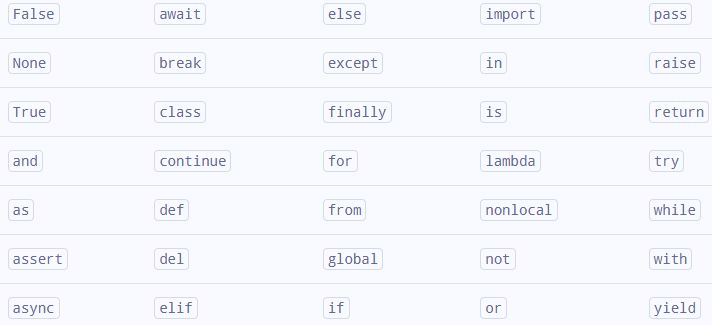 False await else import pass
None break except in raise
True class finally is return
and continue for lambda try
as def from nonlocal while
assert del global not with
async elif if or yield